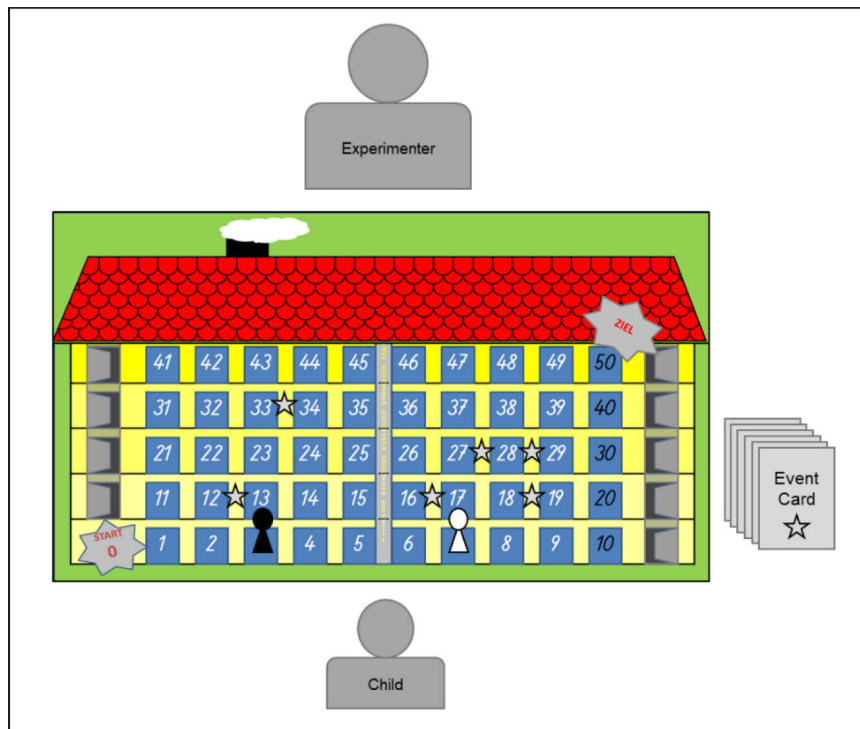 Experimenter
ZIEL
41 42 43 44 45 46 47 48 49 50
31 32 33 34 35 36 37 38 39 40
21 22 23 24 25 26 27 28 29 30
11 12 13 14 15 16 17 18 19 20
START
0
1 2 4 5 6 8 9 10
Event
Card
Child